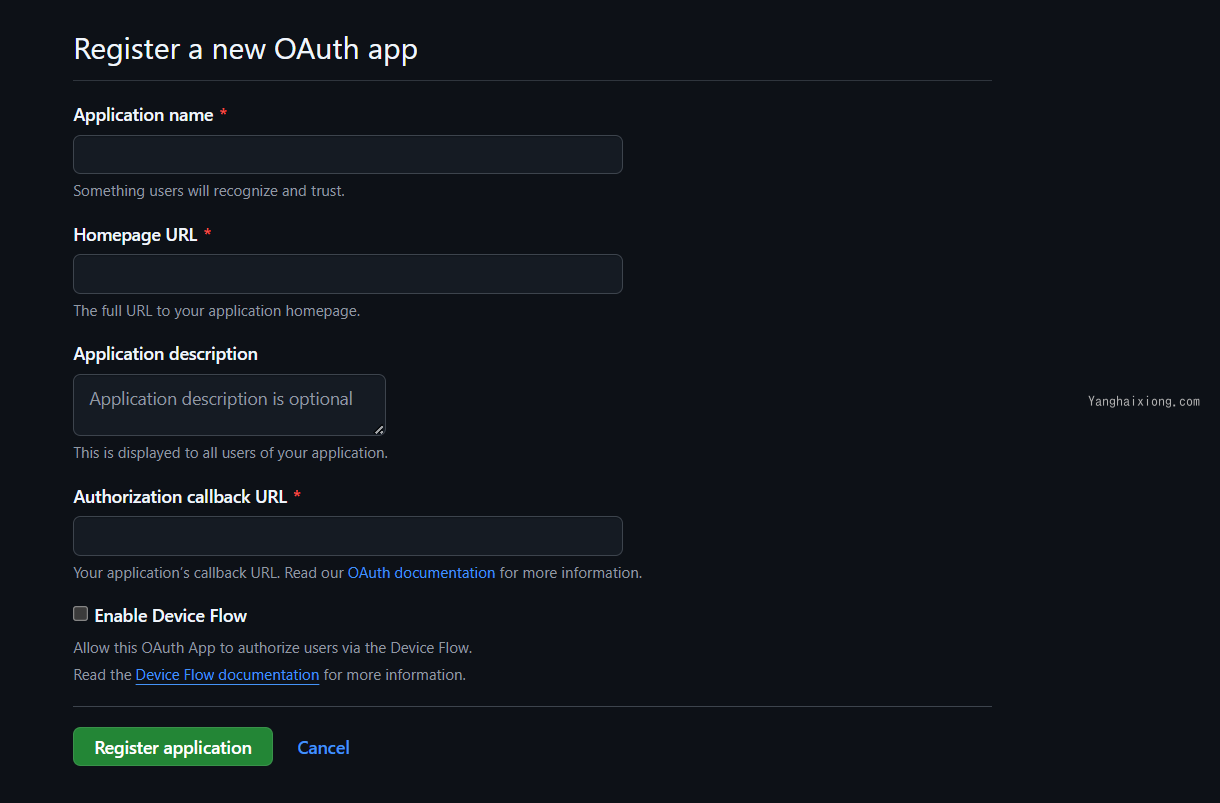 Register a new OAuth app
Application name *
Something users will recognize and trust.
Homepage URL *
The full URL to your application homepage.
Application description
Application description is optional
Yanghaixiong.com
This is displayed to all users of your application.
Authorization callback URL *
Your application's callback URL. Read our OAuth documentation for more information.
Enable Device Flow
Allow this OAuth App to authorize users via the Device Flow.
Read the Device Flow documentation for more information.
Register application Cancel